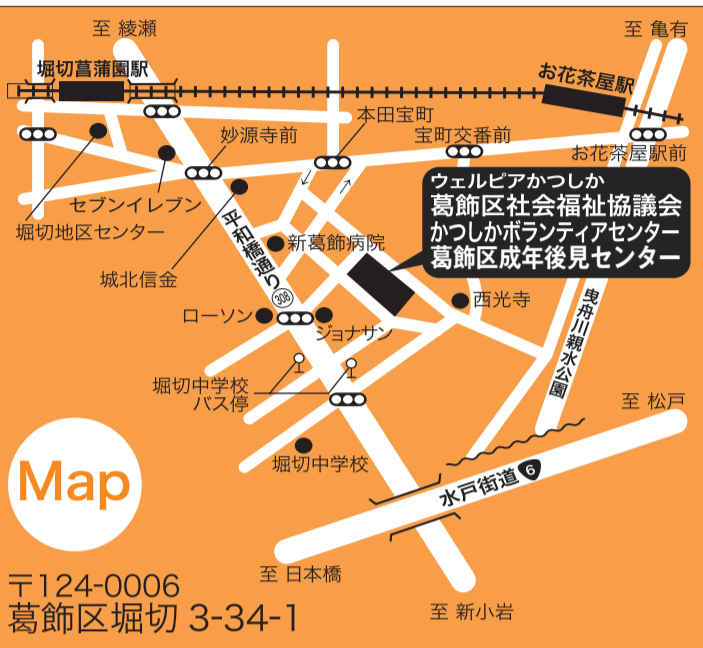 至 綾瀬
至 亀有
堀切菖蒲園駅
お花茶屋駅
本田宝町
妙源寺前
宝町交番前
お花茶屋駅前
ウェルピアかつしか
葛飾区社会福祉協議会
かつしかボランティアセンター
葛飾区成年後見センター
セブンイレブン
堀切地区センター
平和橋通り
308
新葛飾病院
城北信金
西光寺
ローソン
ジョナサン
曳舟川親水公園
堀切中学校
バス停
至 松戸
堀切中学校
Map
水戸街道
6
至 日本橋
至 新小岩
〒124-0006
葛飾区堀切 3-34-1